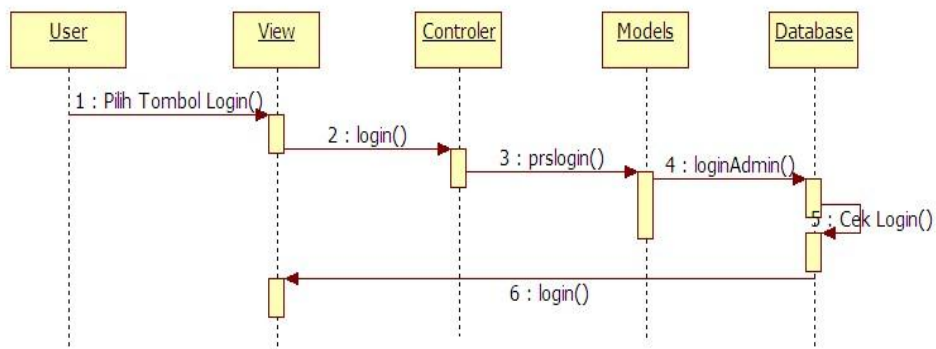 User
View
Controler
Models
Database
1 : Pilih Tombol Login()
2 : login()
3 : prslogin()
4 : loginAdmin()
5 : Cek Login()
6 : login()